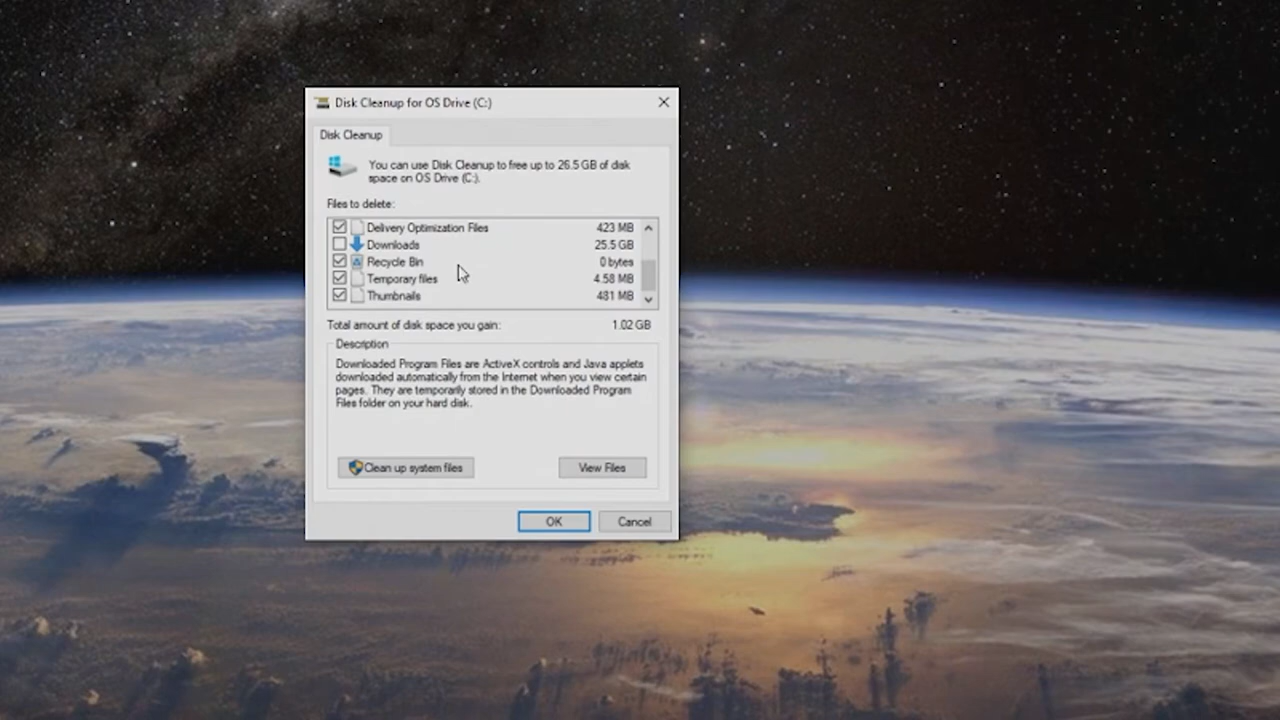 Disk Cleanup for OS Drive (C:)
Disk Cleanup
You can use Disk Cleanup to free up to 26.5 GB of disk
space on OS Drive (C:).
Files to delete:
Delivery Optimization Files 423 MB
Downloads 25.5 GB
Recycle Bin 0 bytes
Temporary files 4.58 MB
Thumbnails 481 MB
Total amount of disk space you gain: 1.02 GB
Description
Downloaded Program Files are ActiveX controls and Java applets
downloaded automatically from the Internet when you view certain
pages. They are temporarily stored in the Downloaded Program
Files folder on your hard disk.
Clean up system files View Files
OK Cancel